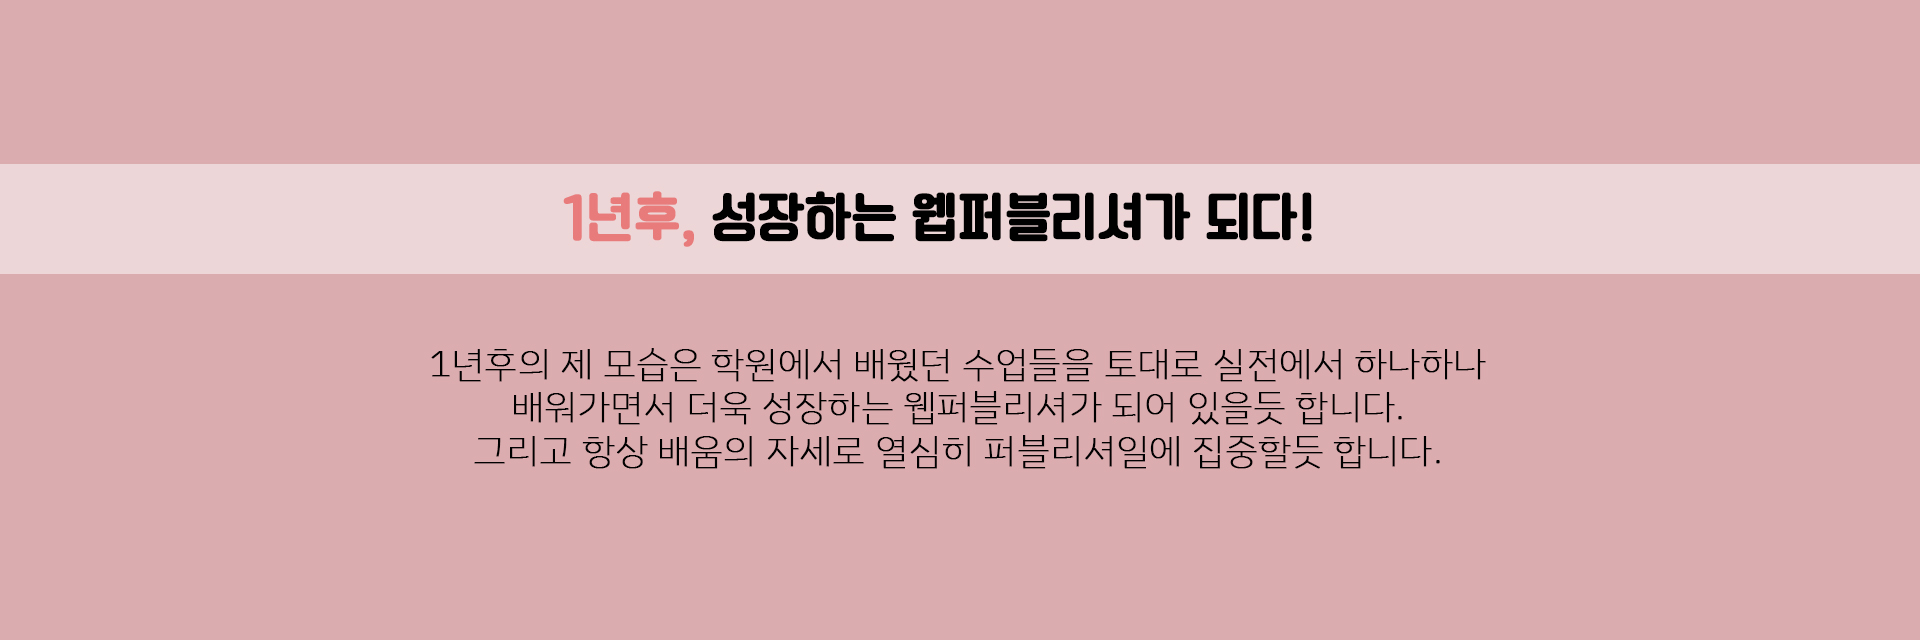 1년후, 성장하는 웹퍼블리셔가 되다!
1년후의 제 모습은 학원에서 배웠던 수업들을 토대로 실전에서 하나하나
배워가면서 더욱 성장하는 웹퍼블리셔가 되어 있을듯 합니다.
그리고 항상 배움의 자세로 열심히 퍼블리셔일에 집중할듯 합니다.